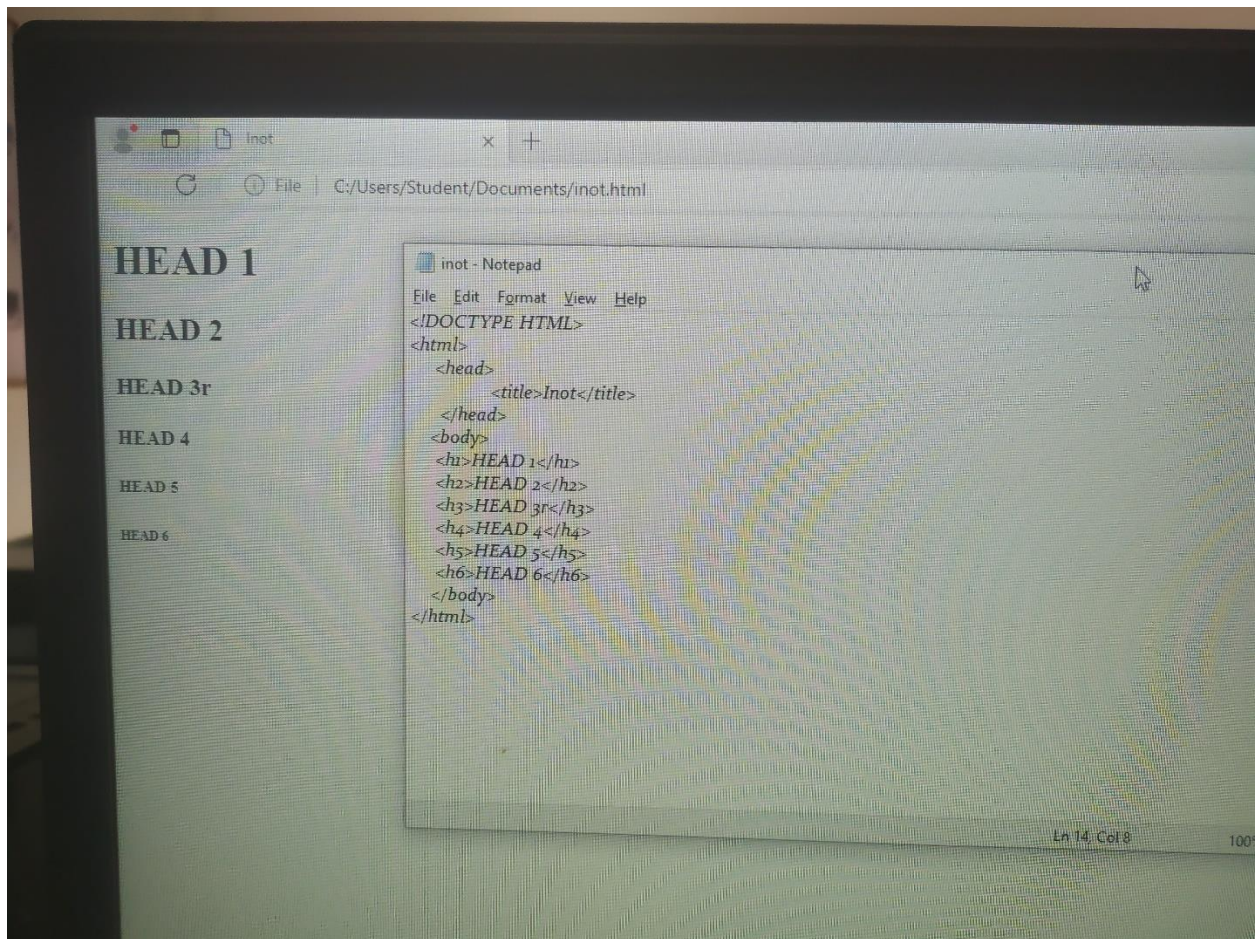 Inot
File C:/Users/Student/Documents/inot.html
HEAD 1
HEAD 2
HEAD 3r
HEAD 4
HEAD 5
HEAD 6
inot - Notepad
File Edit Format View Help
<!DOCTYPE HTML>
<html>
<head>
<title>Inot</title>
</head>
<body>
<h1>HEAD 1</h1>
<h2>HEAD 2</h2>
<h3>HEAD 3r</h3>
<h4>HEAD 4</h4>
<h5>HEAD 5</h5>
<h6>HEAD 6</h6>
</body>
</html>
Ln 14, Col 8 100%